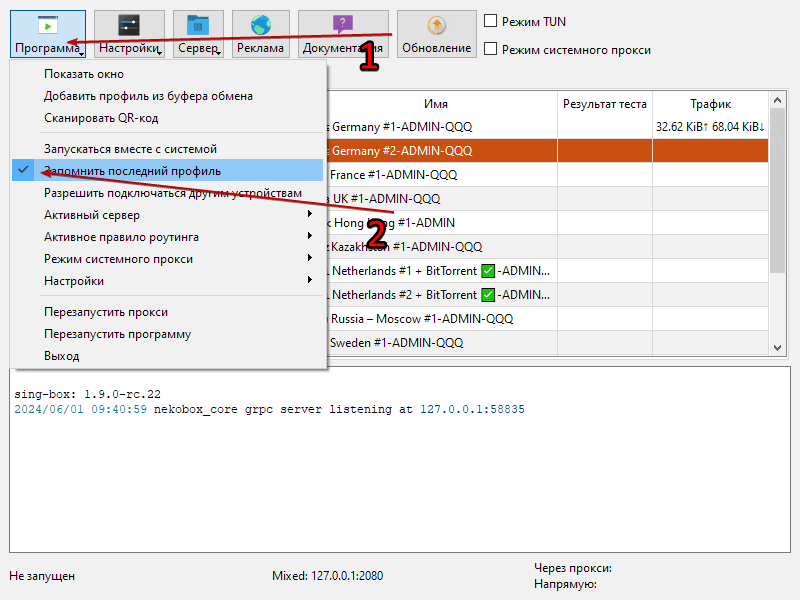 Программа
Настройки
Сервер
Реклама
Документация
Обновление
Режим TUN
Режим системного прокси
1
Показать окно
Добавить профиль из буфера обмена
Сканировать QR-код
Запускаться вместе с системой
Запомнить последний профиль
Разрешить подключаться другим устройствам
Активный сервер
Активное правило роутинга
Режим системного прокси
Настройки
Перезапустить прокси
Перезапустить программу
Выход
2
Имя
Результат теста
Трафик
Germany #1-ADMIN-QQQ
32.62 KiB↑ 68.04 KiB↓
Germany #2-ADMIN-QQQ
France #1-ADMIN-QQQ
UK #1-ADMIN-QQQ
Hong Kong #1-ADMIN
Kazakhstan #1-ADMIN-QQQ
Netherlands #1 + BitTorrent ✅ -ADMIN...
Netherlands #2 + BitTorrent ✅ -ADMIN...
Russia – Moscow #1-ADMIN-QQQ
Sweden #1-ADMIN-QQQ
sing-box: 1.9.0-rc.22
2024/06/01 09:40:59 nekobox_core grpc server listening at 127.0.0.1:58835
Не запущен
Mixed: 127.0.0.1:2080
Через прокси:
Напрямую: